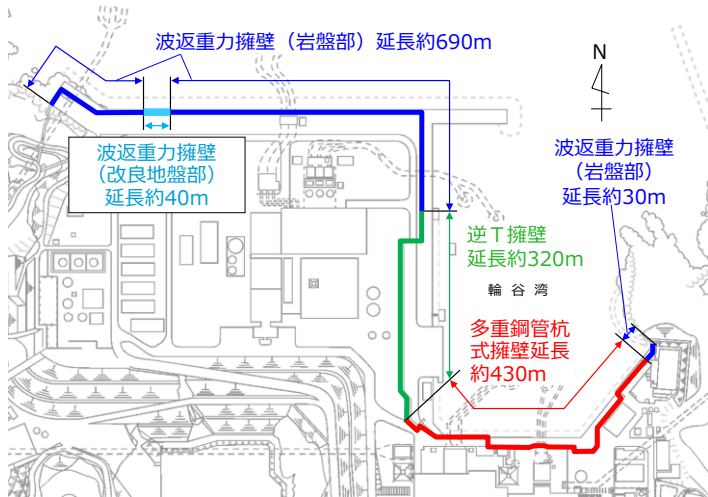 波返重力擁壁（岩盤部）延長約690m
N
波返重力擁壁
（改良地盤部）
延長約40m
波返重力擁壁
（岩盤部）
延長約30m
逆T擁壁
延長約320m
輪谷湾
多重鋼管杭
式擁壁延長
約430m